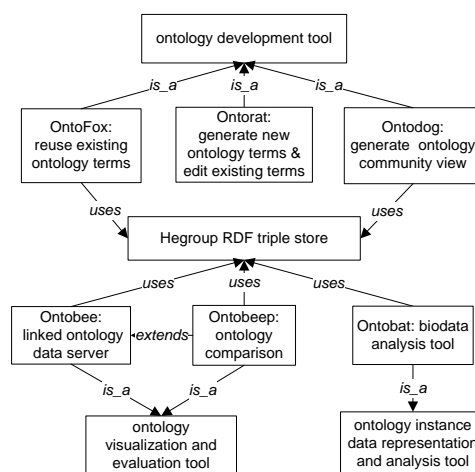 ontology development tool
is_a
is_a
is_a
OntoFox:
reuse existing
ontology terms
Ontorat:
generate new
ontology terms &
edit existing terms
Ontodog:
generate ontology
community view
uses
uses
Hegroup RDF triple store
uses
uses
uses
Ontobee:
linked ontology
data server
extends
Ontobeep:
ontology
comparison
Ontobat: biodata
analysis tool
is_a
is_a
is_a
ontology
visualization and
evaluation tool
ontology instance
data representation
and analysis tool